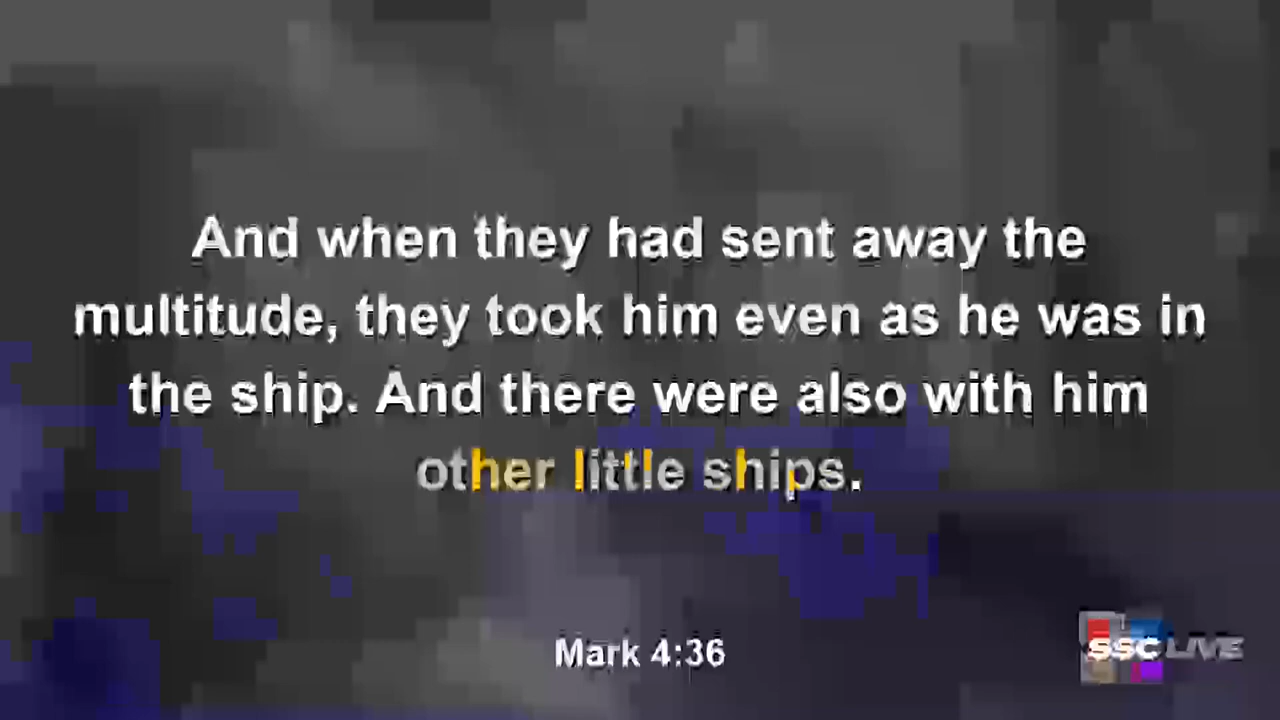 And when they had sent away the
multitude, they took him even as he was in
the ship. And there were also with him
other little ships.
Mark 4:36
SSC LIVE